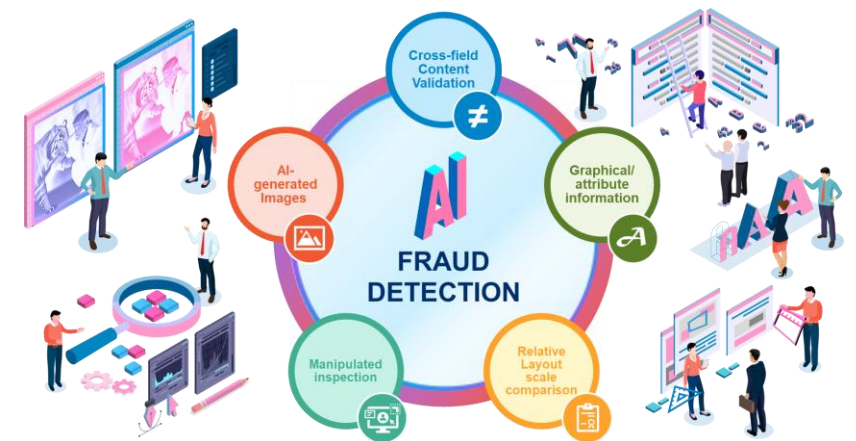 Cross-field
Content
Validation
≠
AI-
generated
Images
Graphical/
attribute
information
A
AI
FRAUD
DETECTION
Manipulated
inspection
Relative
Layout
scale
comparison
A A A A